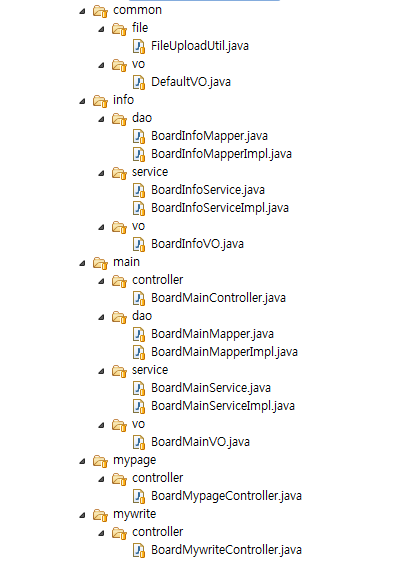 common
file
FileUploadUtil.java
vo
DefaultVO.java
info
dao
BoardInfoMapper.java
BoardInfoMapperImpl.java
service
BoardInfoService.java
BoardInfoServiceImpl.java
vo
BoardInfoVO.java
main
controller
BoardMainController.java
dao
BoardMainMapper.java
BoardMainMapperImpl.java
service
BoardMainService.java
BoardMainServiceImpl.java
vo
BoardMainVO.java
mypage
controller
BoardMypageController.java
mywrite
controller
BoardMywriteController.java